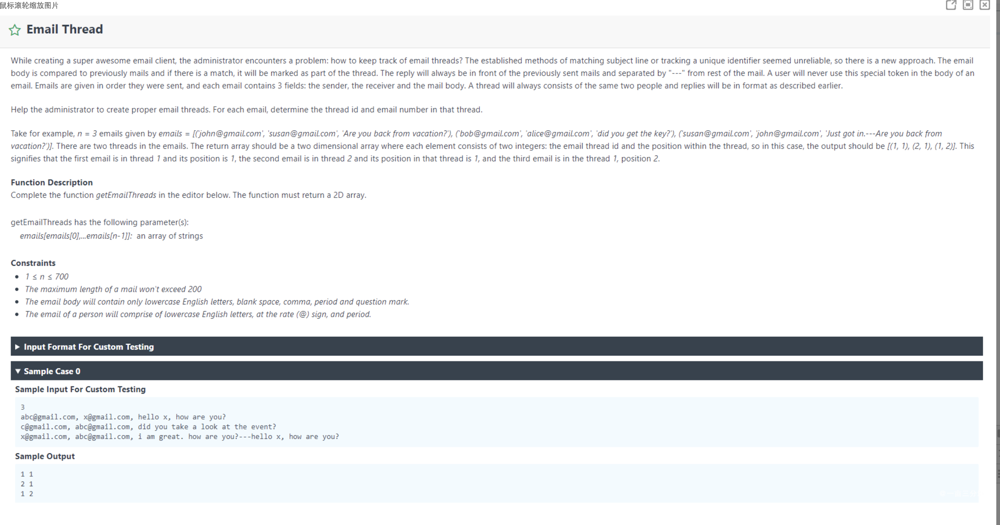 鼠标滚轮缩放图片
Email Thread
While creating a super awesome email client, the administrator encounters a problem: how to keep track of email threads? The established methods of matching subject line or tracking a unique identifier seemed unreliable, so there is a new approach. The email
body is compared to previously mails and if there is a match, it will be marked as part of the thread. The reply will always be in front of the previously sent mails and separated by "---" from rest of the mail. A user will never use this special token in the body of an
email. Emails are given in order they were sent, and each email contains 3 fields: the sender, the receiver and the mail body. A thread will always consists of the same two people and replies will be in format as described earlier.
Help the administrator to create proper email threads. For each email, determine the thread id and email number in that thread.
Take for example, n = 3 emails given by emails = [('john@gmail.com', 'susan@gmail.com', 'Are you back from vacation?'), ('bob@gmail.com', 'alice@gmail.com', 'did you get the key?'), ('susan@gmail.com', 'john@gmail.com', 'Just got in.---Are you back from
vacation?')]. There are two threads in the emails. The return array should be a two dimensional array where each element consists of two integers: the email thread id and the position within the thread, so in this case, the output should be [(1, 1), (2, 1), (1, 2)]. This
signifies that the first email is in thread 1 and its position is 1, the second email is in thread 2 and its position in that thread is 1, and the third email is in the thread 1, position 2.
Function Description
Complete the function getEmailThreads in the editor below. The function must return a 2D array.
getEmailThreads has the following parameter(s):
emails[emails[0],...emails[n-1]]: an array of strings
Constraints
• 1 ≤ n ≤ 700
• The maximum length of a mail won't exceed 200
• The email body will contain only lowercase English letters, blank space, comma, period and question mark.
• The email of a person will comprise of lowercase English letters, at the rate (@) sign, and period.
▶ Input Format For Custom Testing
▼ Sample Case 0
Sample Input For Custom Testing
3
abc@gmail.com, x@gmail.com, hello x, how are you?
c@gmail.com, abc@gmail.com, did you take a look at the event?
x@gmail.com, abc@gmail.com, i am great. how are you?---hello x, how are you?
Sample Output
1 1
2 1
1 2